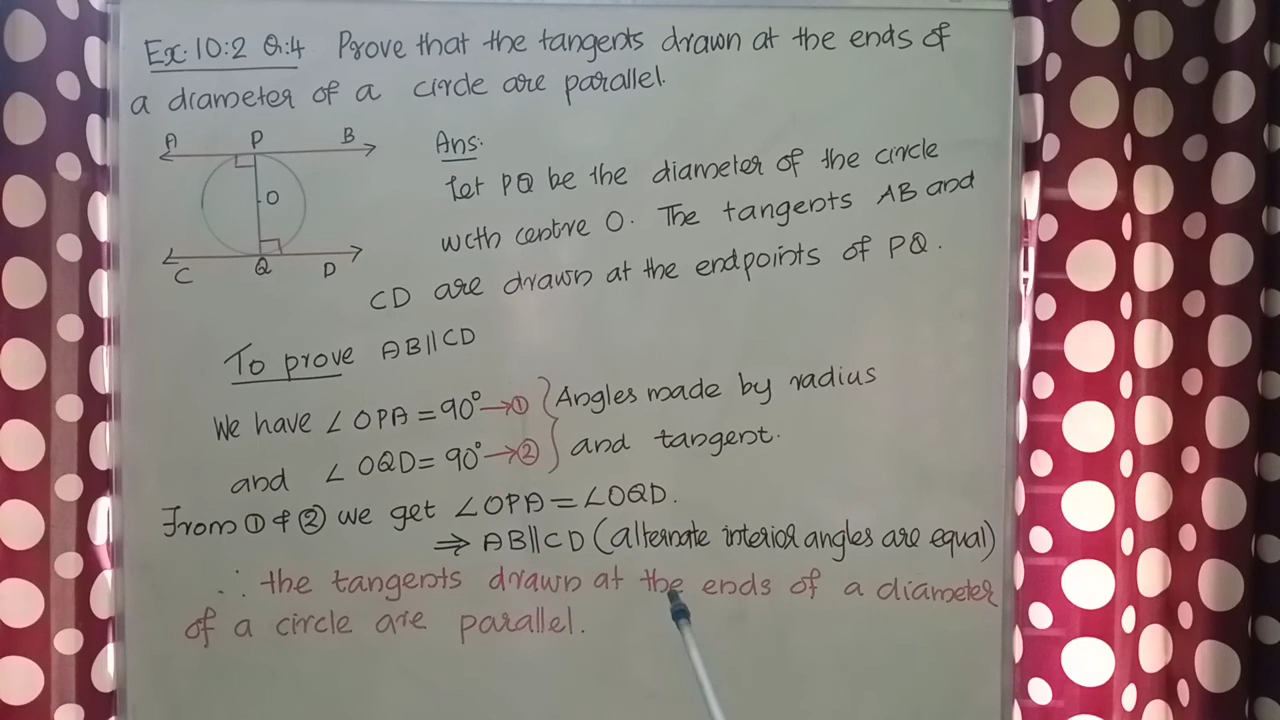 Ex: 10:2 Q:4 Prove that the tangents drawn at the ends of
a diameter of a circle are parallel.
A P B
O
C Q D
Ans:
Let PQ be the diameter of the circle
with centre O. The tangents AB and
CD are drawn at the endpoints of PQ.
To prove AB||CD
We have ∠OPA = 90° → ① } Angles made by radius
and ∠OQD = 90° → ② } and tangent.
From ① & ② we get ∠OPA = ∠OQD.
⇒ AB||CD (alternate interior angles are equal)
∴ the tangents drawn at the ends of a diameter
of a circle are parallel.